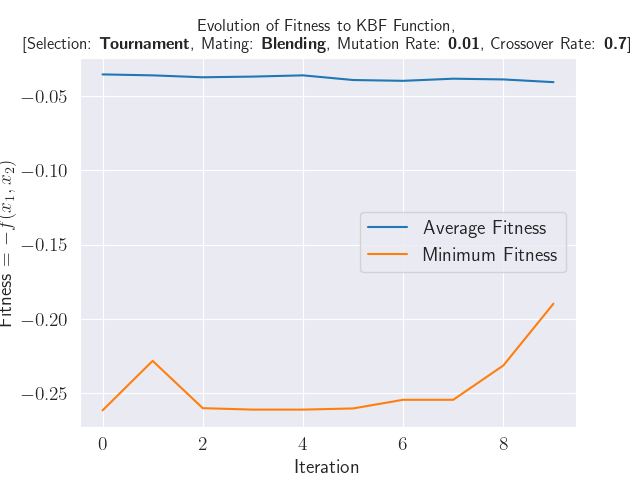 Evolution of Fitness to KBF Function,
[Selection: Tournament, Mating: Blending, Mutation Rate: 0.01, Crossover Rate: 0.7]
Fitness = −f(x₁, x₂)
−0.05
−0.10
−0.15
−0.20
−0.25
Average Fitness
Minimum Fitness
0 2 4 6 8
Iteration